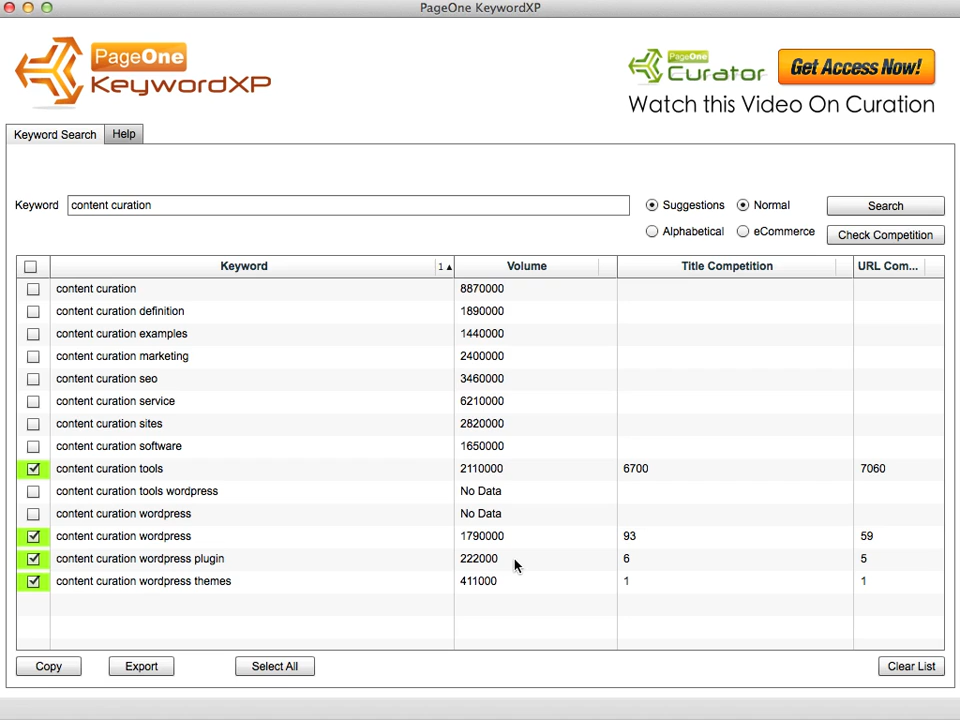 PageOne KeywordXP
PageOne
KeywordXP
PageOne
Curator
Get Access Now!
Watch this Video On Curation
Keyword Search
Help
Keyword
content curation
Suggestions
Normal
Search
Alphabetical
eCommerce
Check Competition
Keyword 1 Volume Title Competition URL Com...
content curation 8870000
content curation definition 1890000
content curation examples 1440000
content curation marketing 2400000
content curation seo 3460000
content curation service 6210000
content curation sites 2820000
content curation software 1650000
content curation tools 2110000 6700 7060
content curation tools wordpress No Data
content curation wordpress No Data
content curation wordpress 1790000 93 59
content curation wordpress plugin 222000 6 5
content curation wordpress themes 411000 1 1
Copy Export Select All Clear List